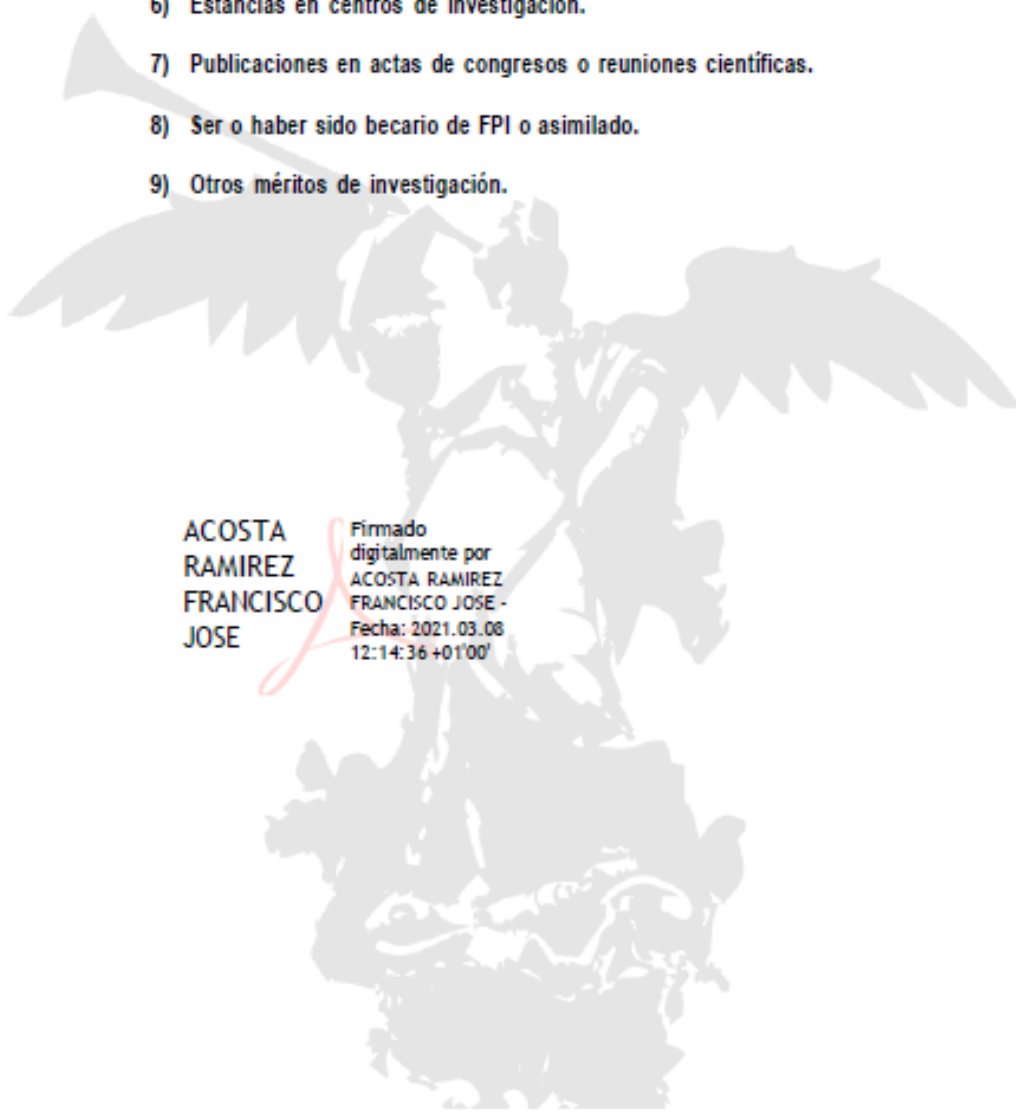 6) Estancias en centros de investigación.
7) Publicaciones en actas de congresos o reuniones científicas.
8) Ser o haber sido becario de FPI o asimilado.
9) Otros méritos de investigación.
ACOSTA
RAMIREZ
FRANCISCO
JOSE
Firmado
digitalmente por
ACOSTA RAMIREZ
FRANCISCO JOSE -
Fecha: 2021.03.08
12:14:36 +01'00'